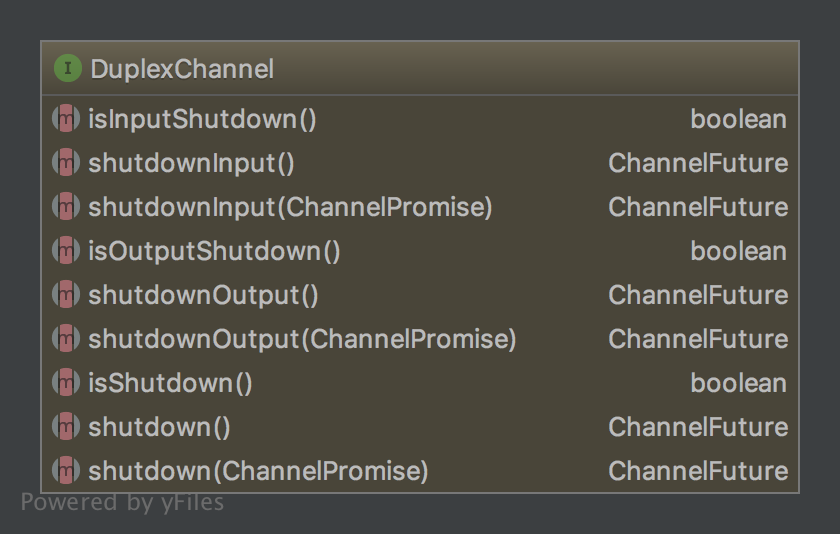 I DuplexChannel
m isInputShutdown() boolean
m shutdownInput() ChannelFuture
m shutdownInput(ChannelPromise) ChannelFuture
m isOutputShutdown() boolean
m shutdownOutput() ChannelFuture
m shutdownOutput(ChannelPromise) ChannelFuture
m isShutdown() boolean
m shutdown() ChannelFuture
m shutdown(ChannelPromise) ChannelFuture
Powered by yFiles